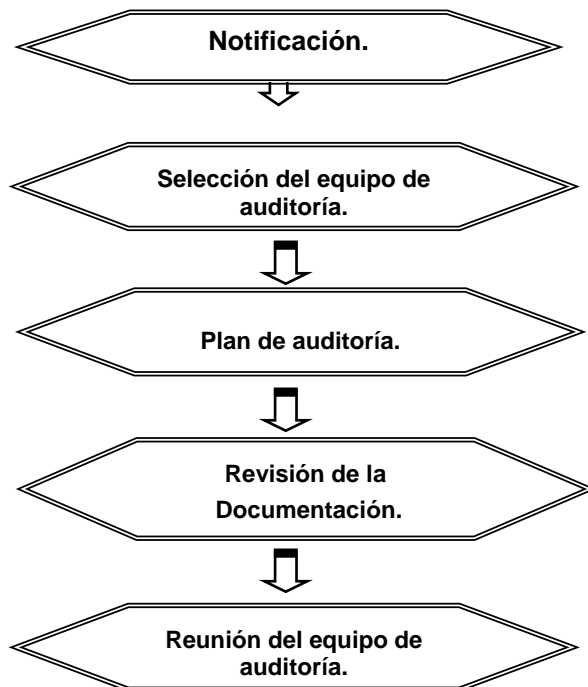 Notificación.
Selección del equipo de
auditoría.
Plan de auditoría.
Revisión de la
Documentación.
Reunión del equipo de
auditoría.